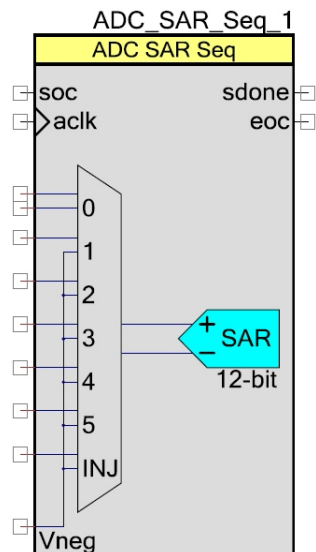 ADC_SAR_Seq_1
ADC SAR Seq
soc sdone
aclk eoc
0
1
2
+
3 SAR
−
4 12-bit
5
INJ
Vneg